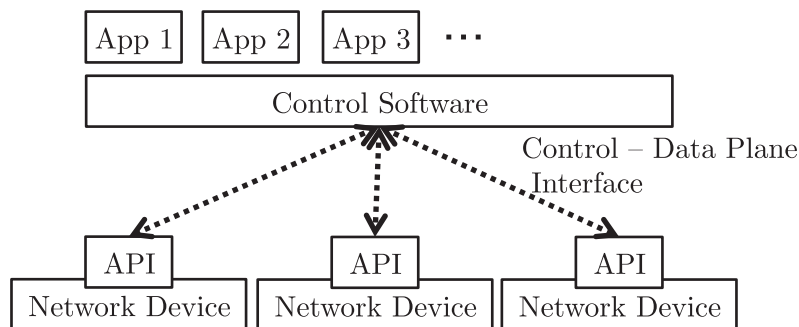 App 1 App 2 App 3 ···
Control Software
Control – Data Plane
Interface
API API API
Network Device Network Device Network Device